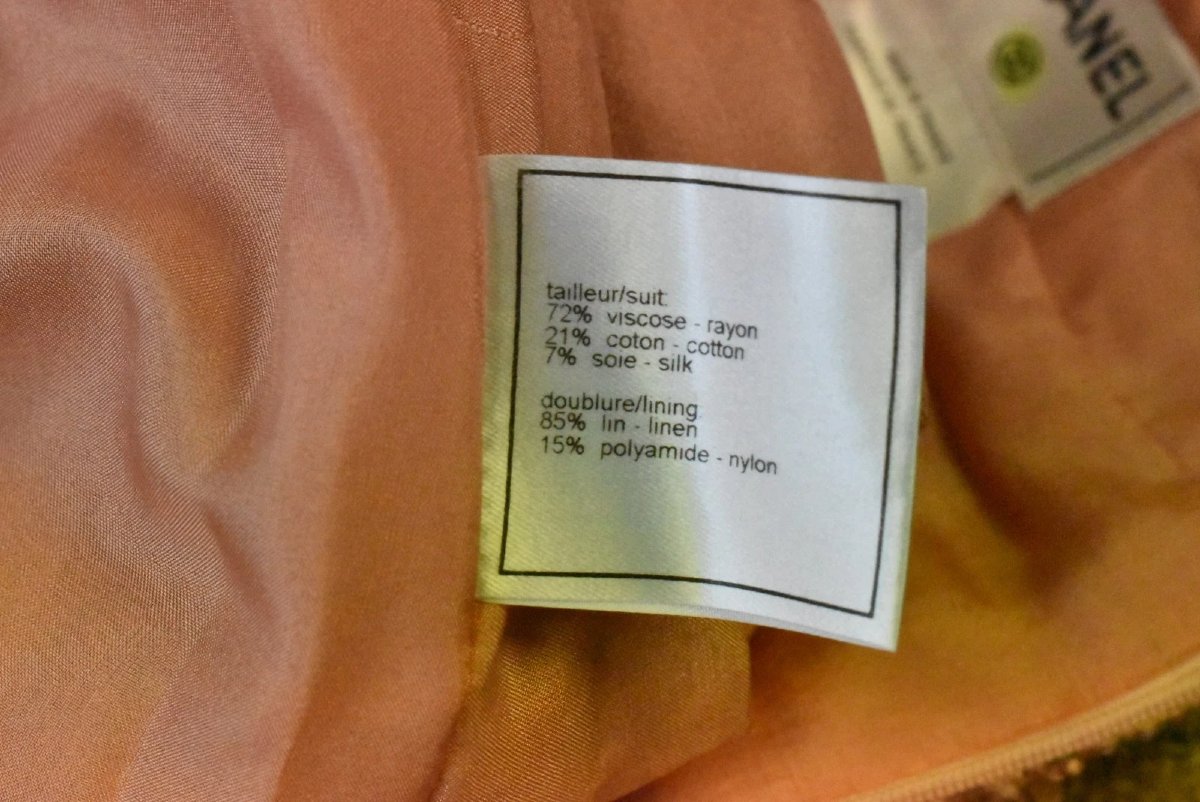 ANEL
tailleur/suit:
72% viscose - rayon
21% coton - cotton
7% soie - silk
doublure/lining
85% lin - linen
15% polyamide - nylon